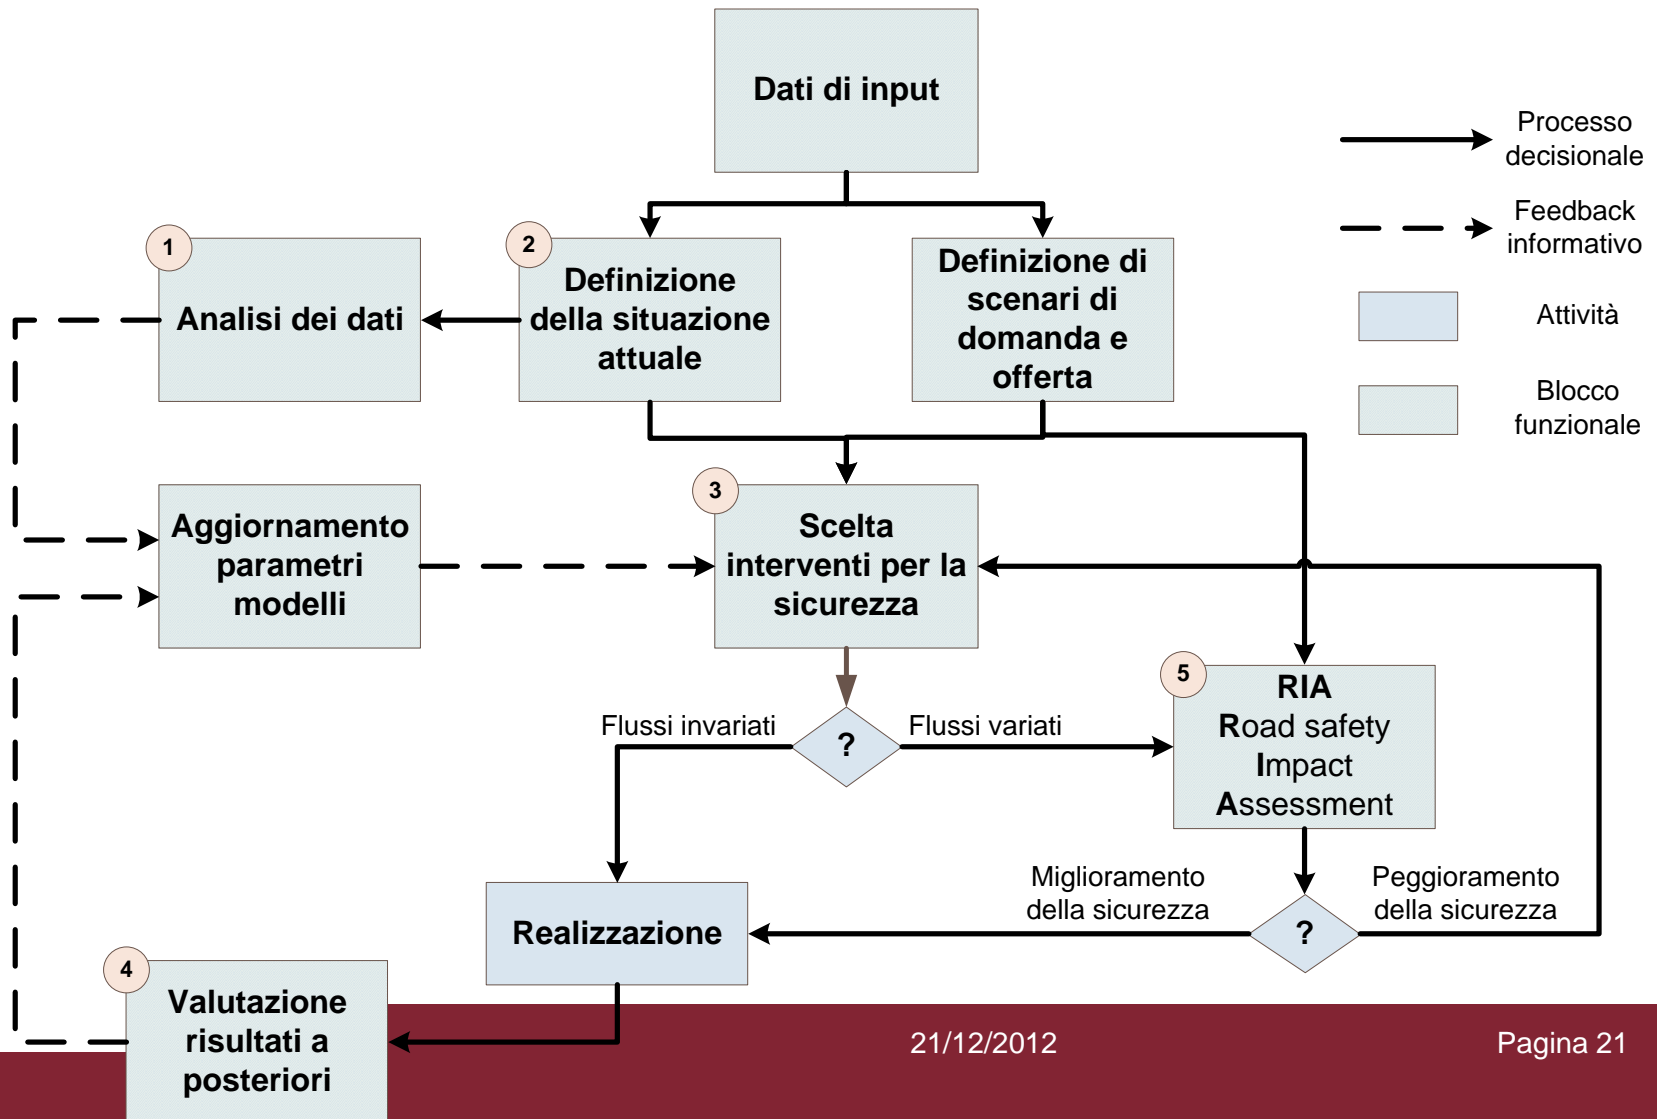 Dati di input
Processo
decisionale
Feedback
informativo
Attività
Blocco
funzionale
1
Analisi dei dati
2
Definizione
della situazione
attuale
Definizione di
scenari di
domanda e
offerta
Aggiornamento
parametri
modelli
3
Scelta
interventi per la
sicurezza
5
RIA
Road safety
Impact
Assessment
Flussi invariati
?
Flussi variati
Miglioramento
della sicurezza
?
Peggioramento
della sicurezza
Realizzazione
4
Valutazione
risultati a
posteriori
21/12/2012
Pagina 21